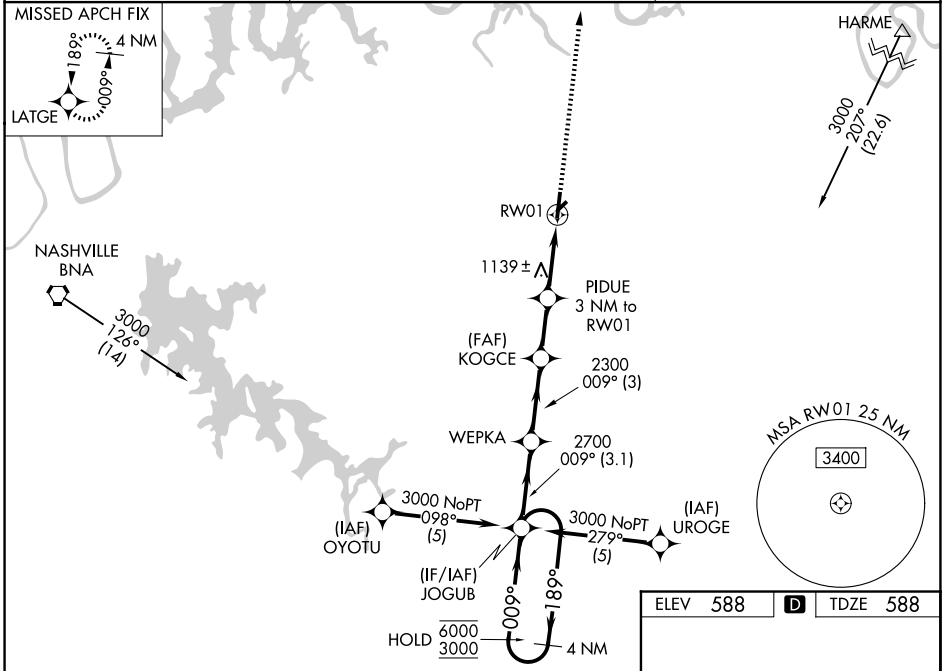 MISSED APCH FIX
4 NM
189°
009°
LATGE
HARME
3000
207°
(22.6)
RW01
NASHVILLE
BNA
3000
126°
(14)
1139 ±
PIDUE
3 NM to
RW01
(FAF)
KOGCE
2300
009° (3)
WEPKA
2700
009° (3.1)
MSA RW01 25 NM
3400
3000 NoPT
098°
(5)
(IAF)
OYOTU
3000 NoPT
279°
(5)
(IAF)
UROGE
(IF/IAF)
JOGUB
009°
189°
HOLD 6000
3000
4 NM
ELEV 588 D TDZE 588